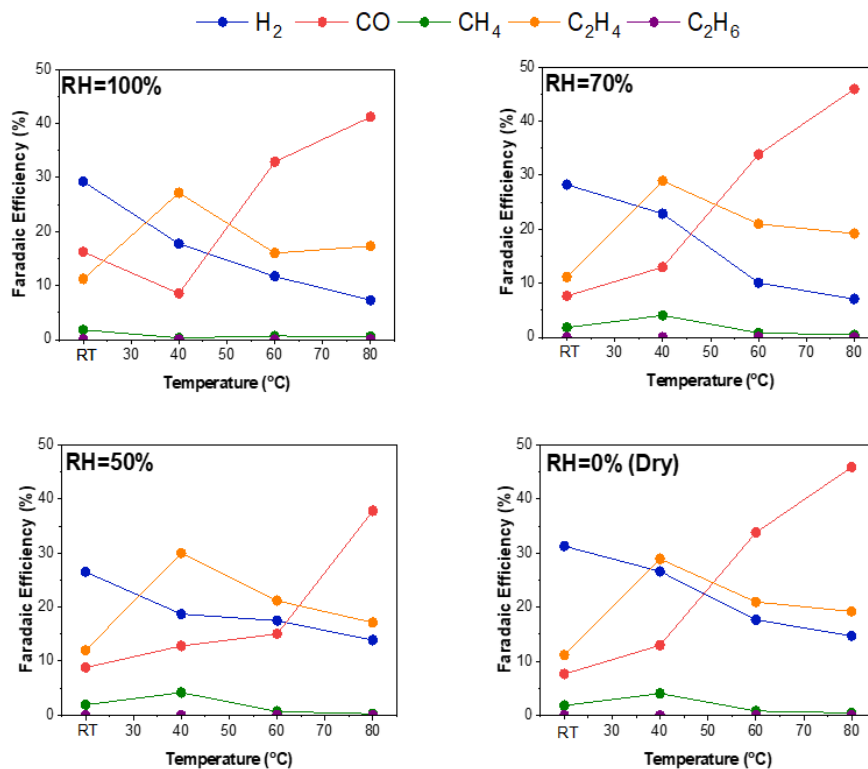 H₂ CO CH₄ C₂H₄ C₂H₆
RH=100%
Faradaic Efficiency (%)
50
40
30
20
10
0
RT 30 40 50 60 70 80
Temperature (°C)
RH=70%
Faradaic Efficiency (%)
50
40
30
20
10
0
RT 30 40 50 60 70 80
Temperature (°C)
RH=50%
Faradaic Efficiency (%)
50
40
30
20
10
0
RT 30 40 50 60 70 80
Temperature (°C)
RH=0% (Dry)
Faradaic Efficiency (%)
50
40
30
20
10
0
RT 30 40 50 60 70 80
Temperature (°C)